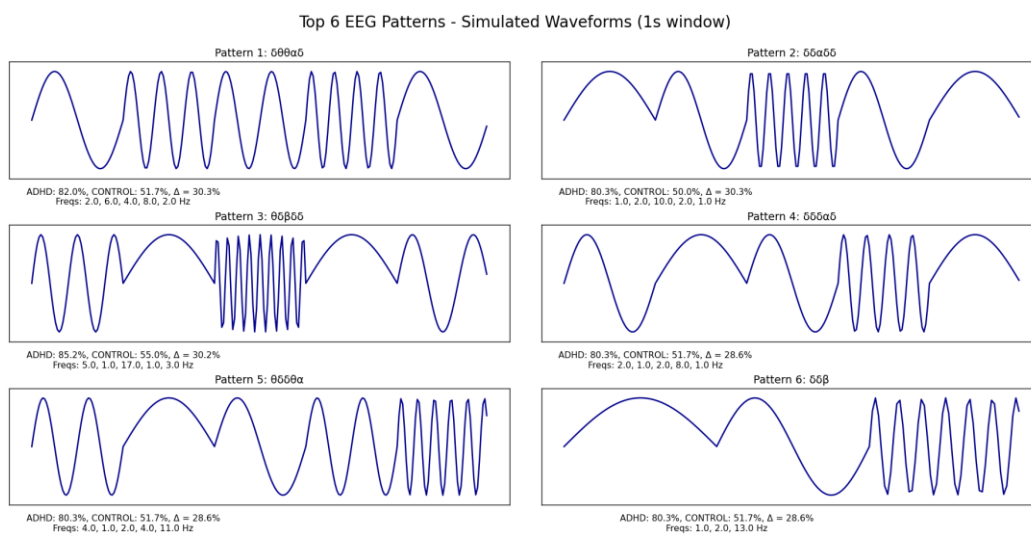 Top 6 EEG Patterns - Simulated Waveforms (1s window)
Pattern 1: δθθαδ
ADHD: 82.0%, CONTROL: 51.7%, Δ = 30.3%
Freqs: 2.0, 6.0, 4.0, 8.0, 2.0 Hz
Pattern 2: δδαδδ
ADHD: 80.3%, CONTROL: 50.0%, Δ = 30.3%
Freqs: 1.0, 2.0, 10.0, 2.0, 1.0 Hz
Pattern 3: θδβδδ
ADHD: 85.2%, CONTROL: 55.0%, Δ = 30.2%
Freqs: 5.0, 1.0, 17.0, 1.0, 3.0 Hz
Pattern 4: δδδαδ
ADHD: 80.3%, CONTROL: 51.7%, Δ = 28.6%
Freqs: 2.0, 1.0, 2.0, 8.0, 1.0 Hz
Pattern 5: θδδθα
ADHD: 80.3%, CONTROL: 51.7%, Δ = 28.6%
Freqs: 4.0, 1.0, 2.0, 4.0, 11.0 Hz
Pattern 6: δδβ
ADHD: 80.3%, CONTROL: 51.7%, Δ = 28.6%
Freqs: 1.0, 2.0, 13.0 Hz